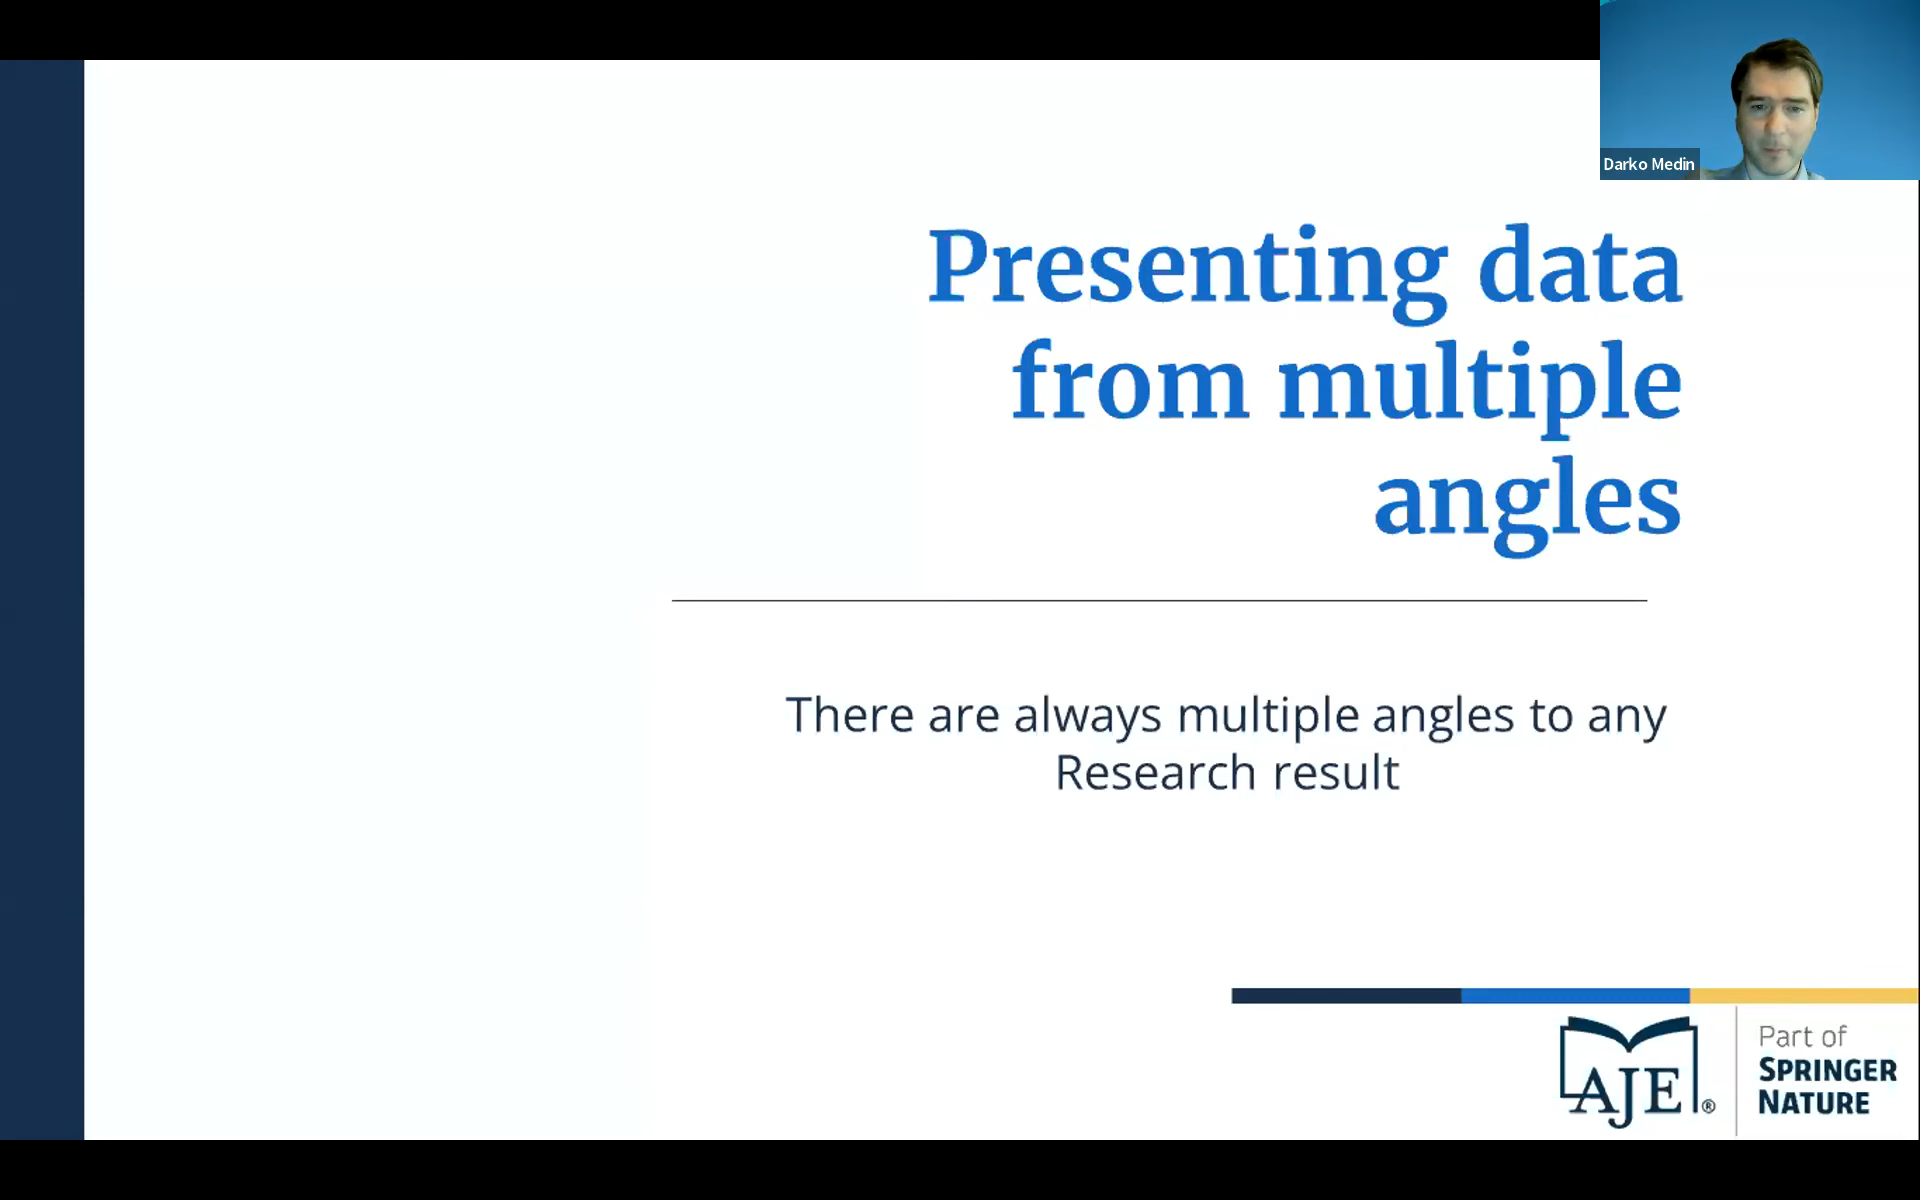 Darko Medin
Presenting data
from multiple
angles
There are always multiple angles to any
Research result
AJE®
Part of
SPRINGER
NATURE